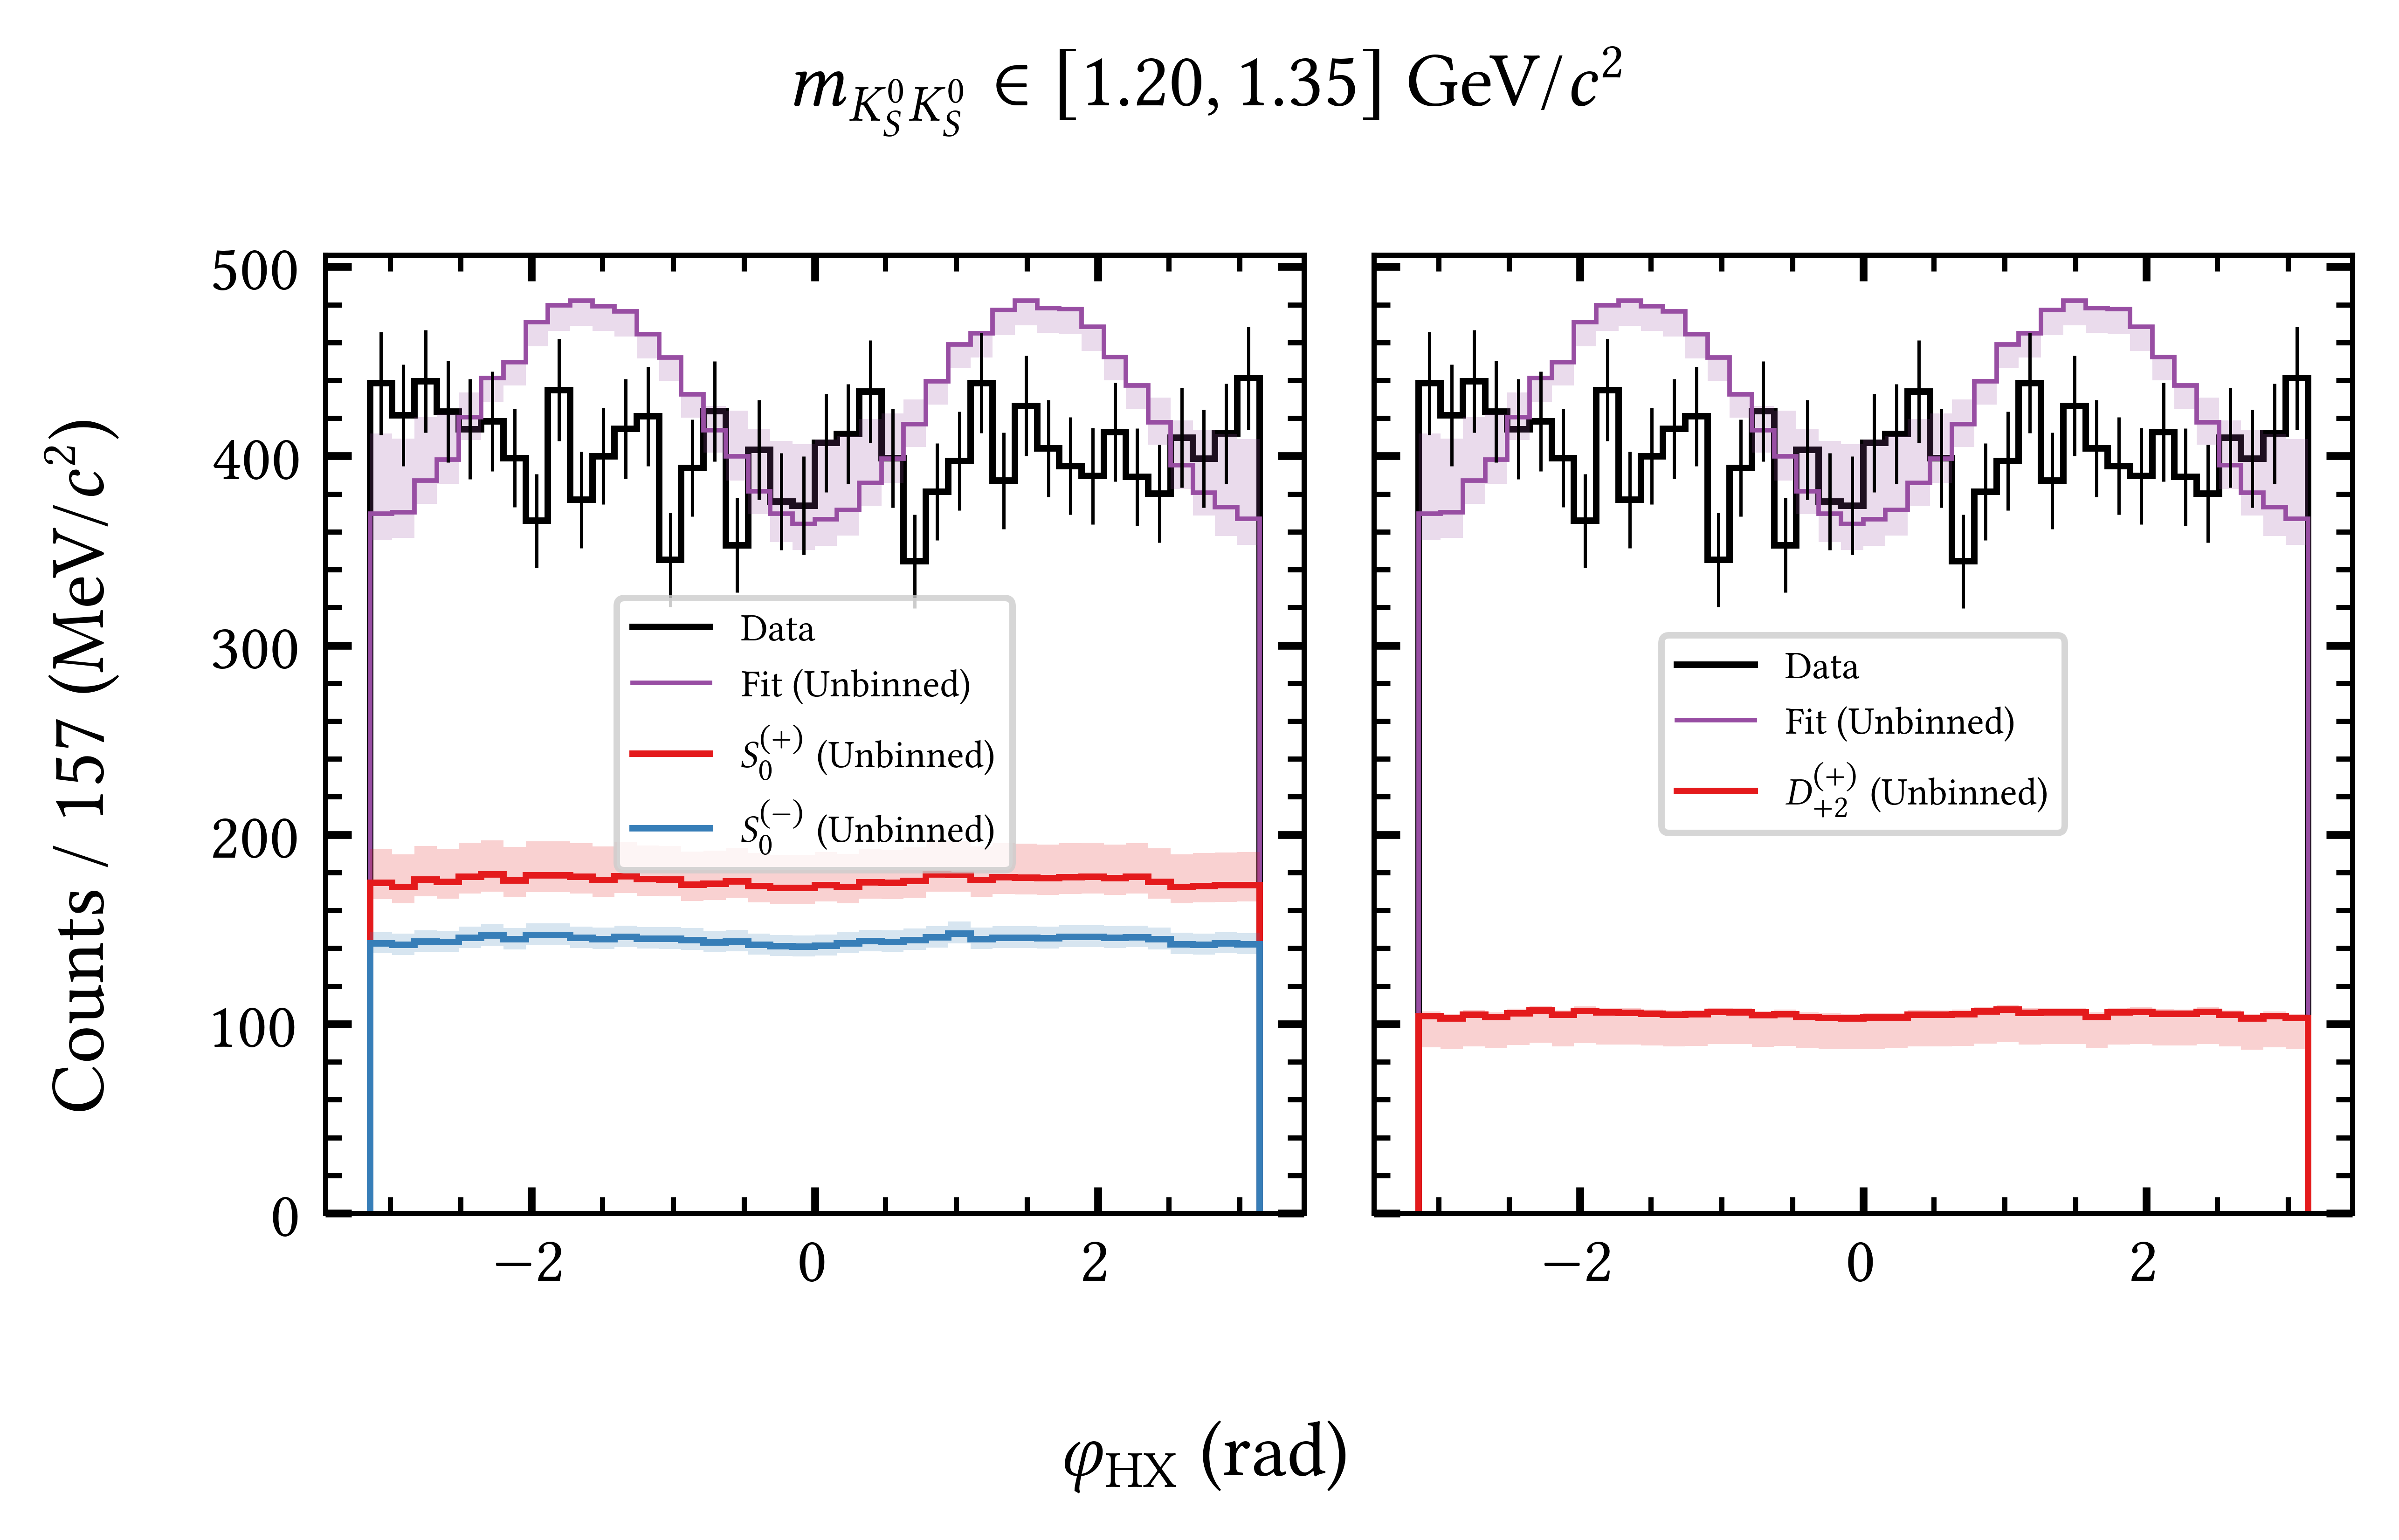 m_{K_S^0 K_S^0} ∈ [1.20, 1.35] GeV/c²
Counts / 157 (MeV/c²)
500
400
300
200
100
0
Data
Fit (Unbinned)
S_0^{(+)} (Unbinned)
S_0^{(−)} (Unbinned)
−2
0
2
Data
Fit (Unbinned)
D_{+2}^{(+)} (Unbinned)
−2
0
2
φ_{HX} (rad)